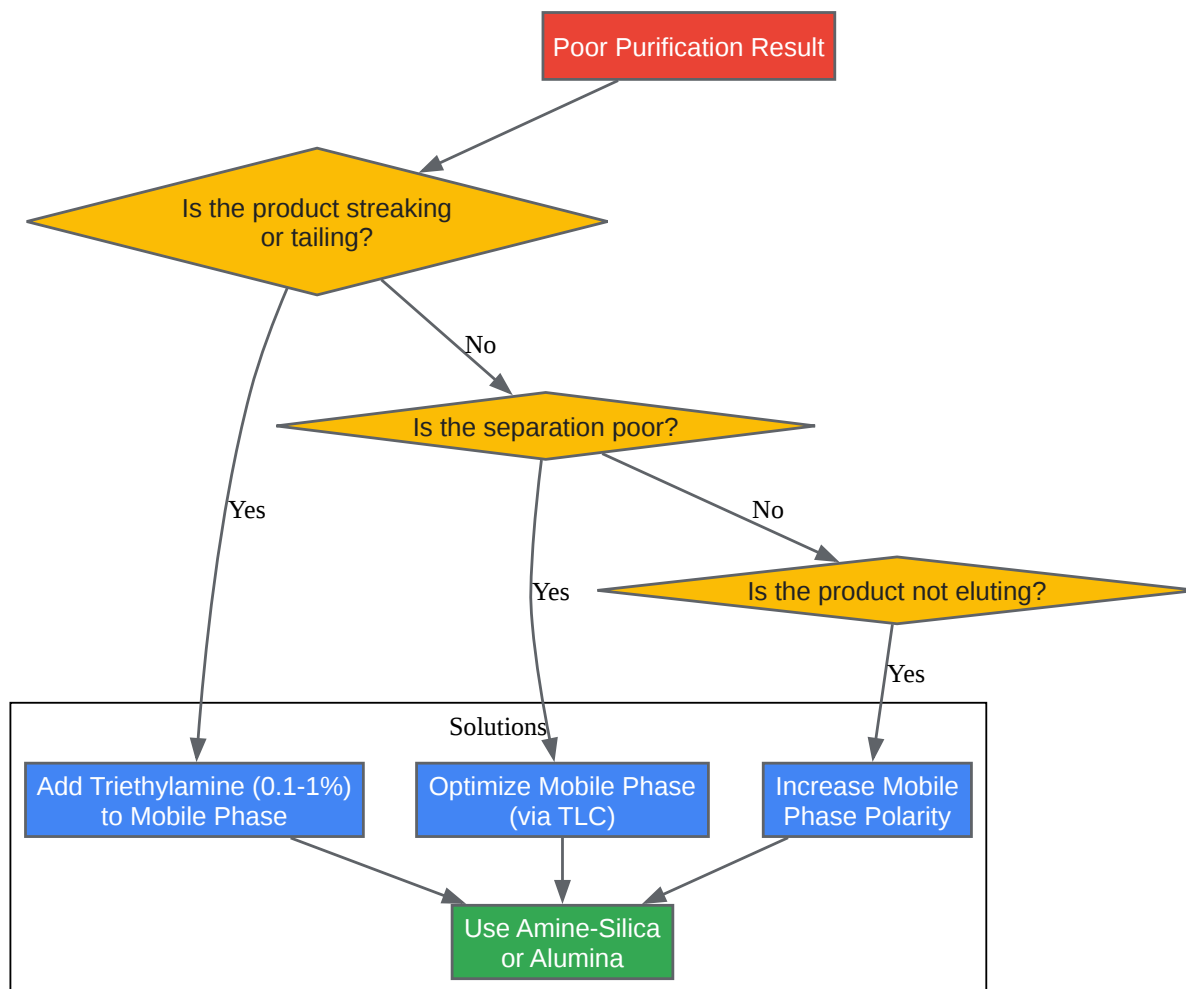 Poor Purification Result
Is the product streaking
or tailing?
No
Is the separation poor?
Yes
No
Yes
Is the product not eluting?
Yes
Solutions
Add Triethylamine (0.1-1%)
to Mobile Phase
Optimize Mobile Phase
(via TLC)
Increase Mobile
Phase Polarity
Use Amine-Silica
or Alumina